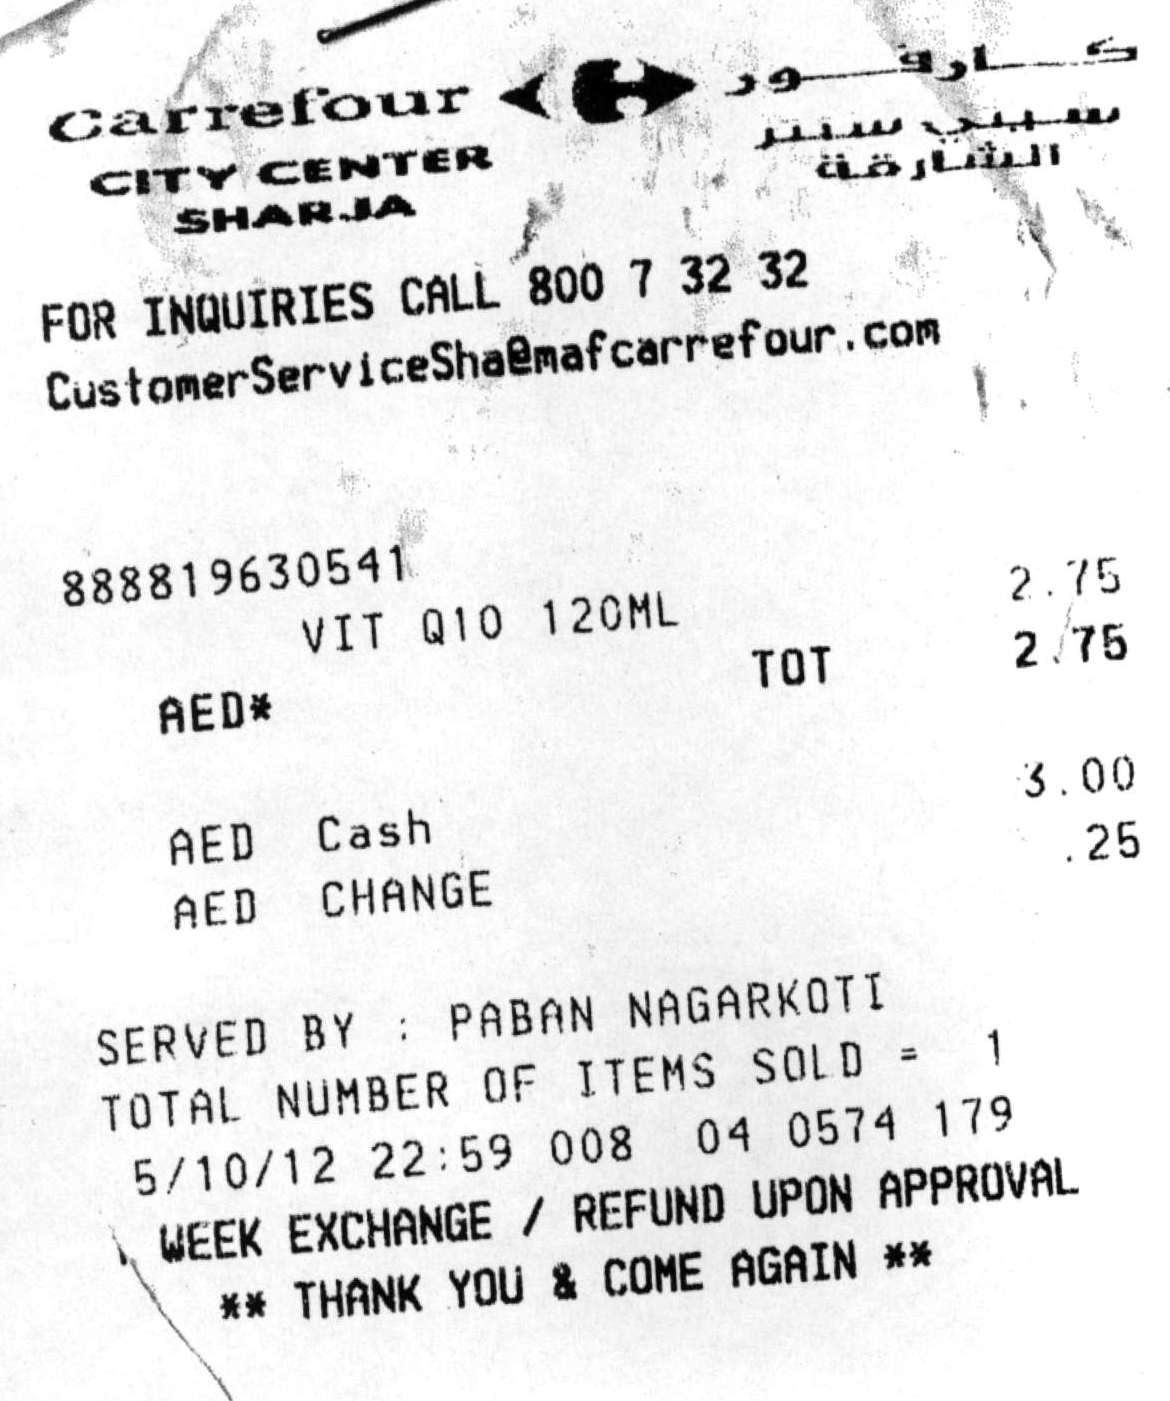 Carrefour كارفور
CITY CENTER سيتي سنتر
SHARJA الشارقة
FOR INQUIRIES CALL 800 7 32 32
CustomerServiceSha@mafcarrefour.com
888819630541
VIT Q10 120ML 2.75
AED* TOT 2.75
AED Cash 3.00
AED CHANGE .25
SERVED BY : PABAN NAGARKOTI
TOTAL NUMBER OF ITEMS SOLD = 1
5/10/12 22:59 008 04 0574 179
WEEK EXCHANGE / REFUND UPON APPROVAL
** THANK YOU & COME AGAIN **